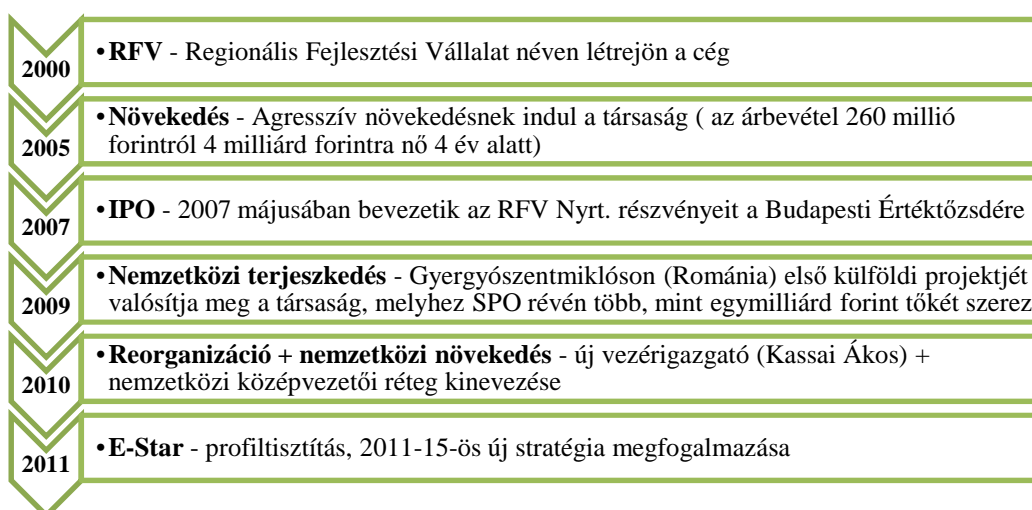 2000
•RFV - Regionális Fejlesztési Vállalat néven létrejön a cég
2005
•Növekedés - Agresszív növekedésnek indul a társaság ( az árbevétel 260 millió
forintról 4 milliárd forintra nő 4 év alatt)
2007
•IPO - 2007 májusában bevezetik az RFV Nyrt. részvényeit a Budapesti Értéktőzsdére
2009
•Nemzetközi terjeszkedés - Gyergyószentmiklóson (Románia) első külföldi projektjét
valósítja meg a társaság, melyhez SPO révén több, mint egymilliárd forint tőkét szerez
2010
•Reorganizáció + nemzetközi növekedés - új vezérigazgató (Kassai Ákos) +
nemzetközi középvezetői réteg kinevezése
2011
•E-Star - profiltisztítás, 2011-15-ös új stratégia megfogalmazása